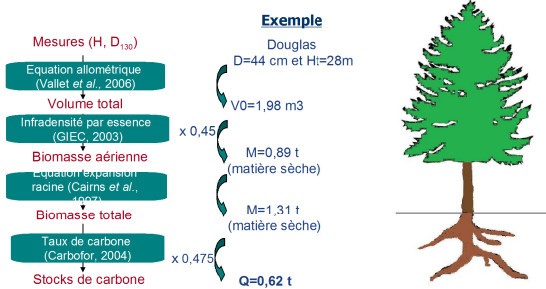 Exemple
Mesures (H, D130)
Douglas
D=44 cm et Ht=28m
Equation allométrique
(Vallet et al., 2006)
Volume total
V0=1,98 m3
Infradensité par essence
(GIEC, 2003)
x 0,45
Biomasse aérienne
M=0,89 t
(matière sèche)
Equation expansion
racine (Cairns et al.,
1997)
Biomasse totale
M=1,31 t
(matière sèche)
Taux de carbone
(Carbofor, 2004)
x 0,475
Stocks de carbone
Q=0,62 t